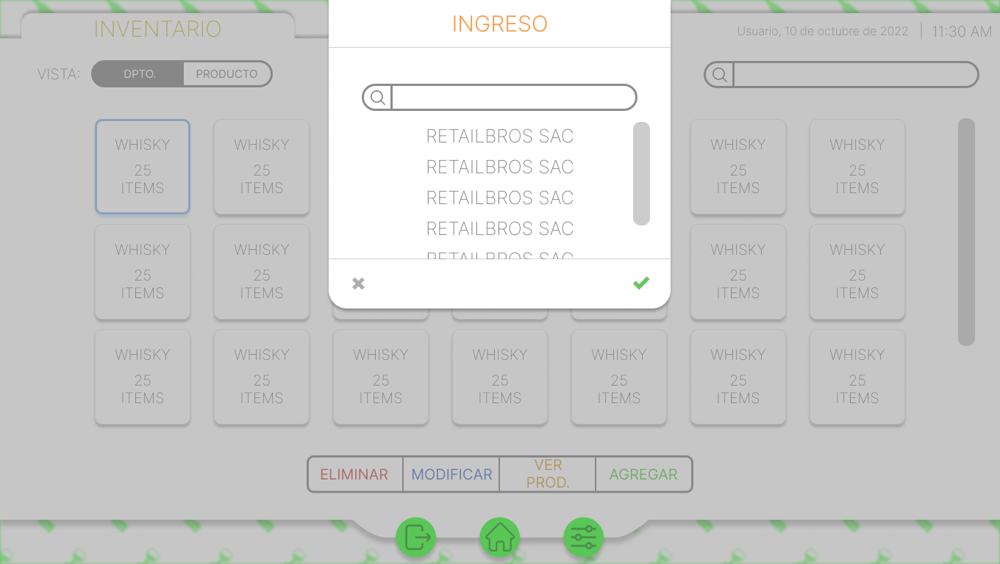 INVENTARIO
INGRESO
Usuario, 10 de octubre de 2022
11:30 AM
VISTA:
DPTO.
PRODUCTO
RETAILBROS SAC
RETAILBROS SAC
RETAILBROS SAC
RETAILBROS SAC
RETAILBROS SAC
WHISKY
25
ITEMS
WHISKY
25
ITEMS
WHISKY
25
ITEMS
WHISKY
25
ITEMS
WHISKY
25
ITEMS
WHISKY
25
ITEMS
WHISKY
25
ITEMS
WHISKY
25
ITEMS
WHISKY
25
ITEMS
WHISKY
25
ITEMS
WHISKY
25
ITEMS
WHISKY
25
ITEMS
WHISKY
25
ITEMS
WHISKY
25
ITEMS
WHISKY
25
ITEMS
ELIMINAR
MODIFICAR
VER
PROD.
AGREGAR